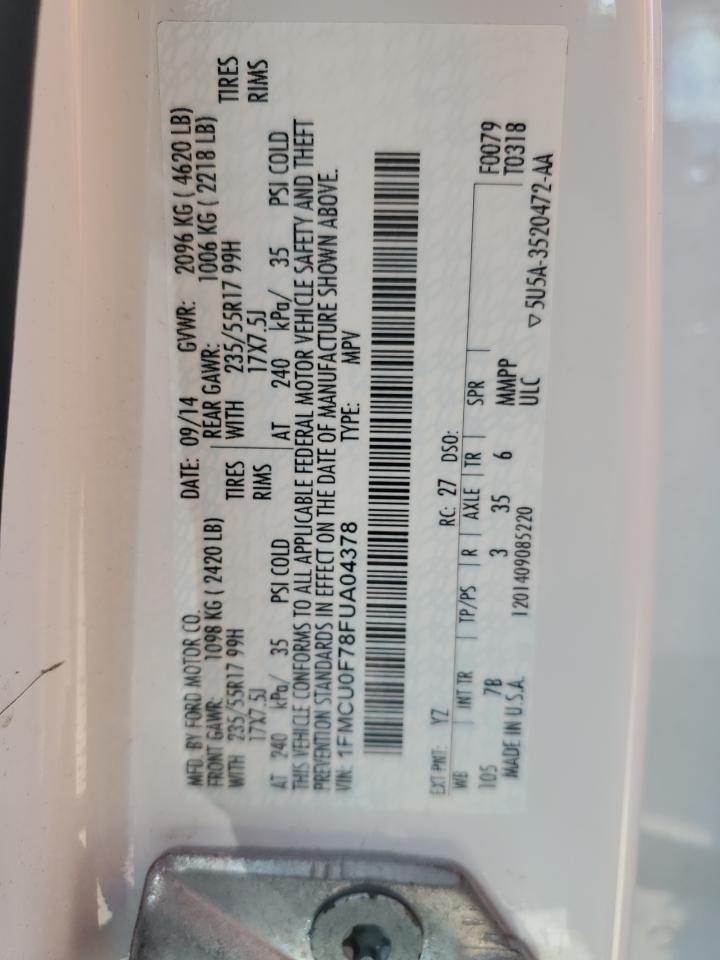 MFD. BY FORD MOTOR CO.
DATE: 09/14 GVWR: 2096 KG ( 4620 LB)
FRONT GAWR: 1098 KG ( 2420 LB) REAR GAWR: 1006 KG ( 2218 LB)
WITH 235/55R17 99H TIRES WITH 235/55R17 99H TIRES
17X7.5J RIMS 17X7.5J RIMS
AT 240 kPa/ 35 PSI COLD AT 240 kPa/ 35 PSI COLD
THIS VEHICLE CONFORMS TO ALL APPLICABLE FEDERAL MOTOR VEHICLE SAFETY AND THEFT
PREVENTION STANDARDS IN EFFECT ON THE DATE OF MANUFACTURE SHOWN ABOVE.
VIN: 1FMCU0F78FUA04378 TYPE: MPV
EXT PNT: YZ RC: 27 DSO:
WB INT TR TP/PS R AXLE TR SPR F0079
105 7B 3 35 6 MMPP T0318
MADE IN U.S.A. 1201409085220 ULC
▽ 5U5A-3520472-AA